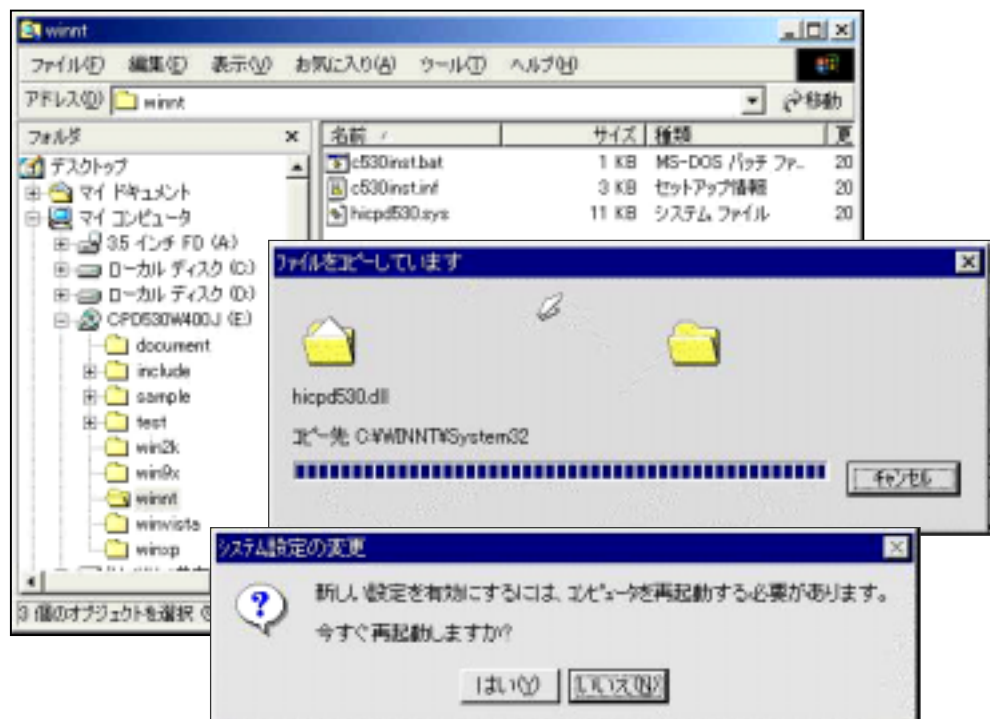 winnt
ファイル(F) 編集(E) 表示(V) お気に入り(A) ツール(T) ヘルプ(H)
アドレス(D) winnt 移動
フォルダ
名前 サイズ 種類 更
デスクトップ
マイ ドキュメント
マイ コンピュータ
3.5 インチ FD (A:)
ローカル ディスク (C:)
ローカル ディスク (D:)
CPD530W400J (E:)
document
include
sample
test
win2k
win9x
winnt
winvista
winxp
c530inst.bat 1 KB MS-DOS バッチ ファ... 20
c530inst.inf 3 KB セットアップ情報 20
hicpd530.sys 11 KB システム ファイル 20
3 個のオブジェクトを選択
ファイルをコピーしています
hicpd530.dll
コピー先 C:¥WINNT¥System32
キャンセル
システム設定の変更
新しい設定を有効にするには、コンピュータを再起動する必要があります。
今すぐ再起動しますか?
はい(Y) いいえ(N)